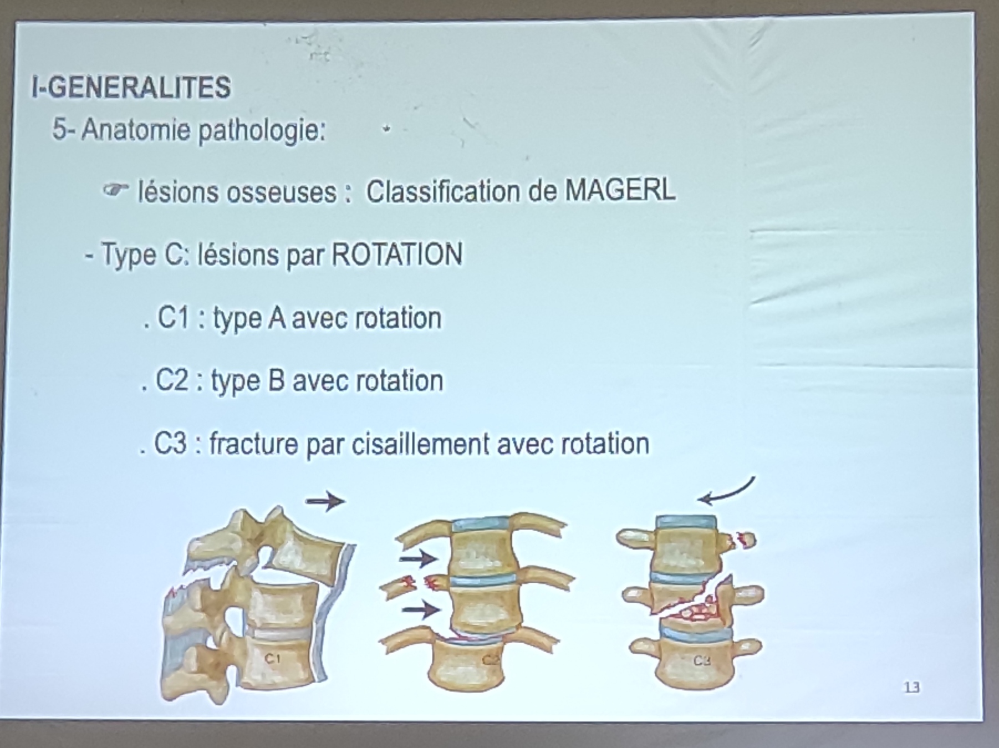 I-GENERALITES
5- Anatomie pathologie:
☞ lésions osseuses : Classification de MAGERL
- Type C: lésions par ROTATION
. C1 : type A avec rotation
. C2 : type B avec rotation
. C3 : fracture par cisaillement avec rotation
C1
C2
C3
13